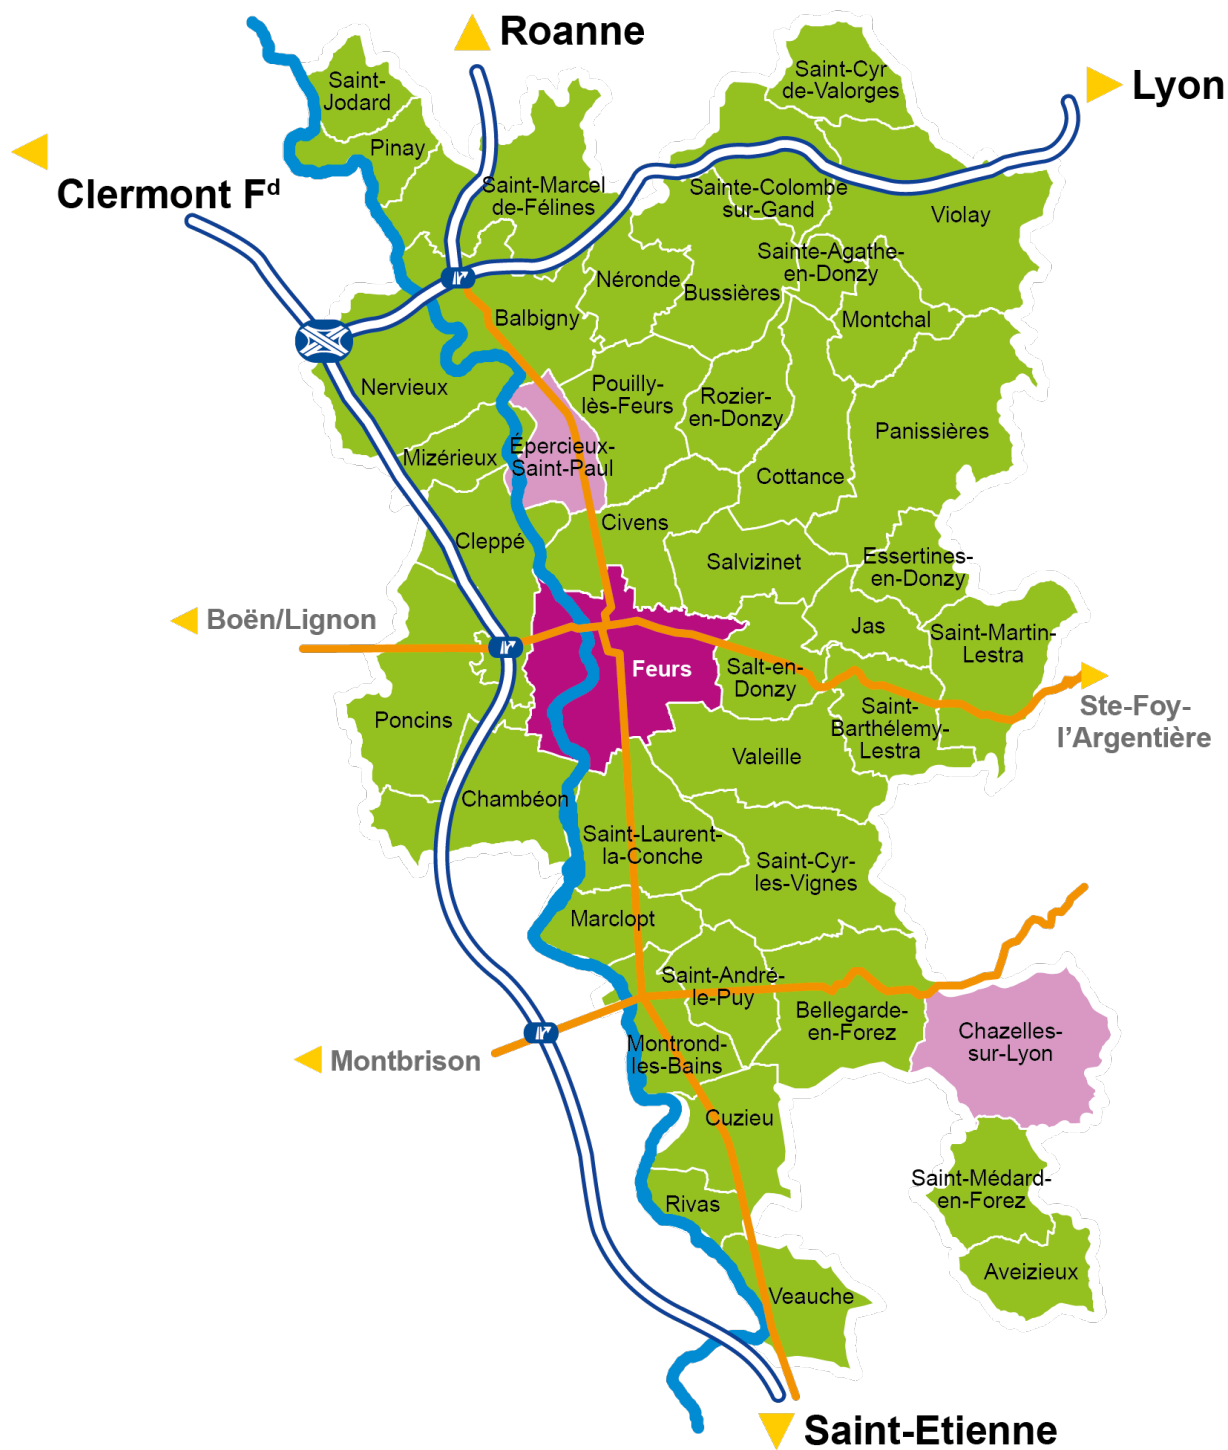 Roanne
Lyon
Clermont Fd
Saint-
Jodard
Pinay
Saint-Cyr
de-Valorges
Saint-Marcel
de-Félines
Sainte-Colombe
sur-Gand
Violay
Sainte-Agathe-
en-Donzy
Néronde
Bussières
Balbigny
Montchal
Nervieux
Pouilly-
lès-Feurs
Rozier-
en-Donzy
Panissières
Épercieux-
Saint-Paul
Mizérieux
Cottance
Civens
Cleppé
Salvizinet
Essertines-
en-Donzy
Boën/Lignon
Jas
Saint-Martin-
Lestra
Feurs
Salt-en-
Donzy
Ste-Foy-
l'Argentière
Poncins
Saint-
Barthélemy-
Lestra
Valeille
Chambéon
Saint-Laurent-
la-Conche
Saint-Cyr-
les-Vignes
Marclopt
Saint-André-
le-Puy
Bellegarde-
en-Forez
Chazelles-
sur-Lyon
Montrond-
les-Bains
Montbrison
Cuzieu
Saint-Médard-
en-Forez
Rivas
Aveizieux
Veauche
Saint-Etienne